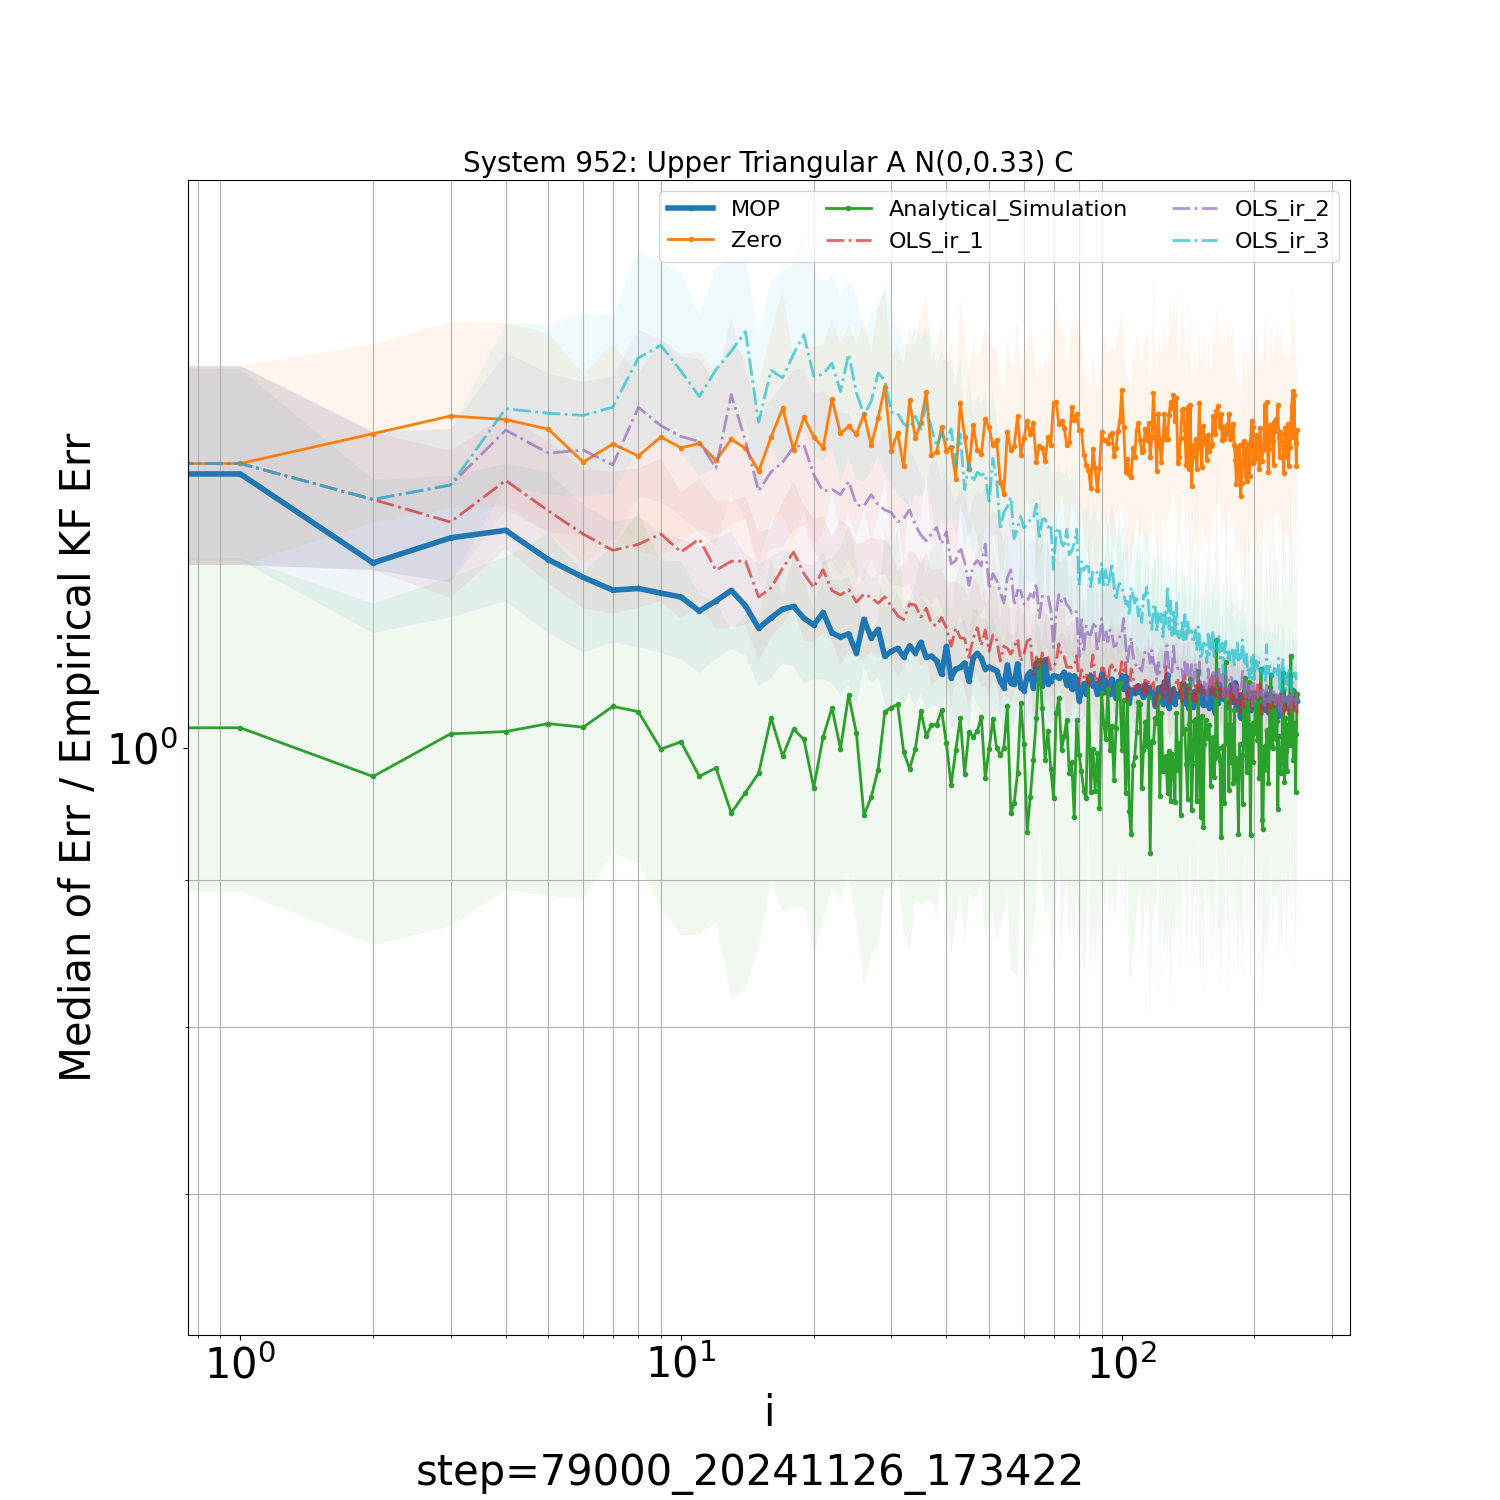 System 952: Upper Triangular A N(0,0.33) C
MOP
Zero
Analytical_Simulation
OLS_ir_1
OLS_ir_2
OLS_ir_3
Median of Err / Empirical KF Err
10⁰
10⁰
10¹
10²
i
step=79000_20241126_173422